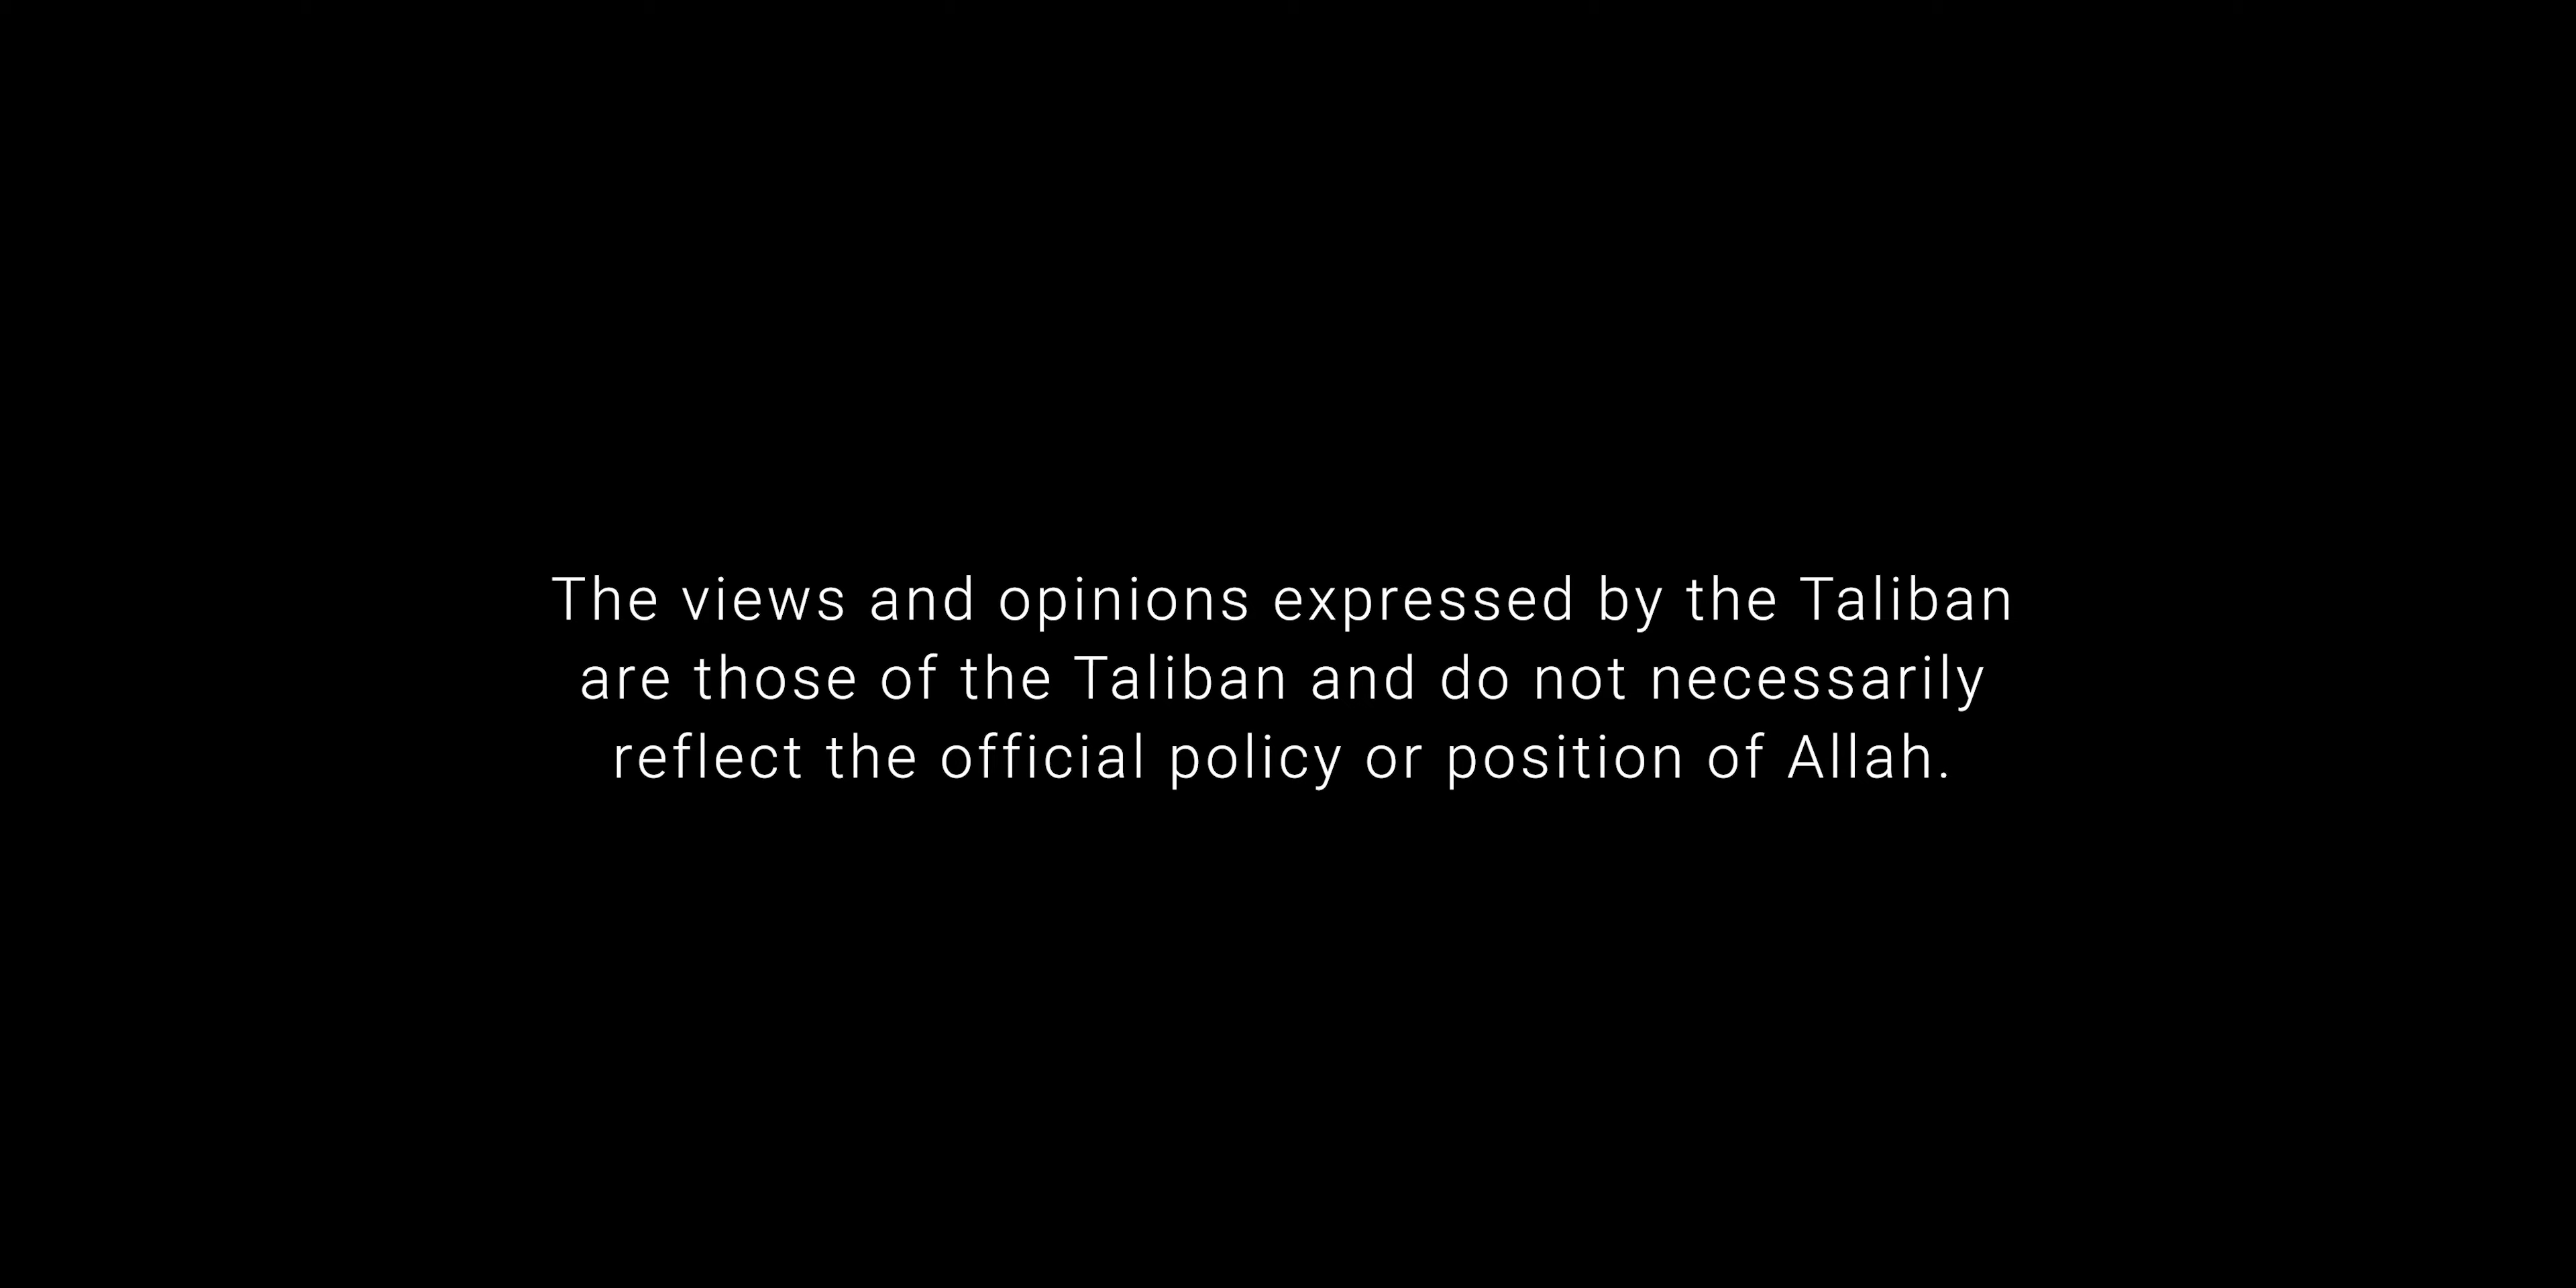 The views and opinions expressed by the Taliban
are those of the Taliban and do not necessarily
reflect the official policy or position of Allah.